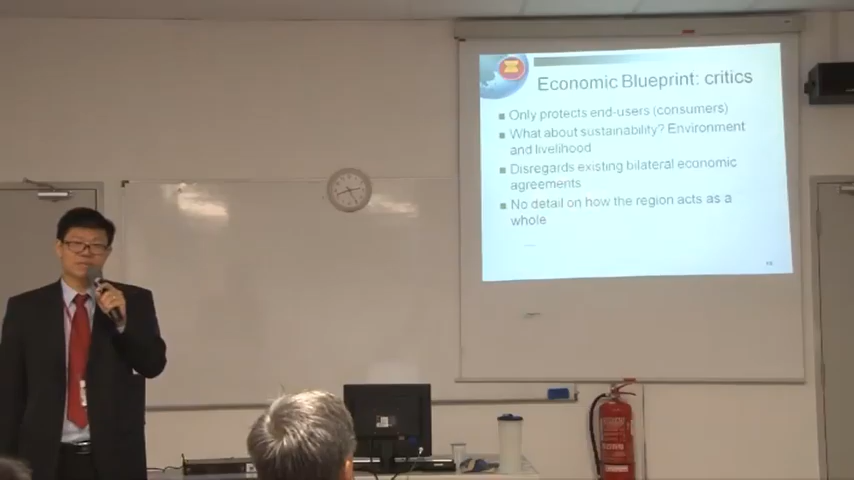 Economic Blueprint: critics
Only protects end-users (consumers)
What about sustainability? Environment
and livelihood
Disregards existing bilateral economic
agreements
No detail on how the region acts as a
whole